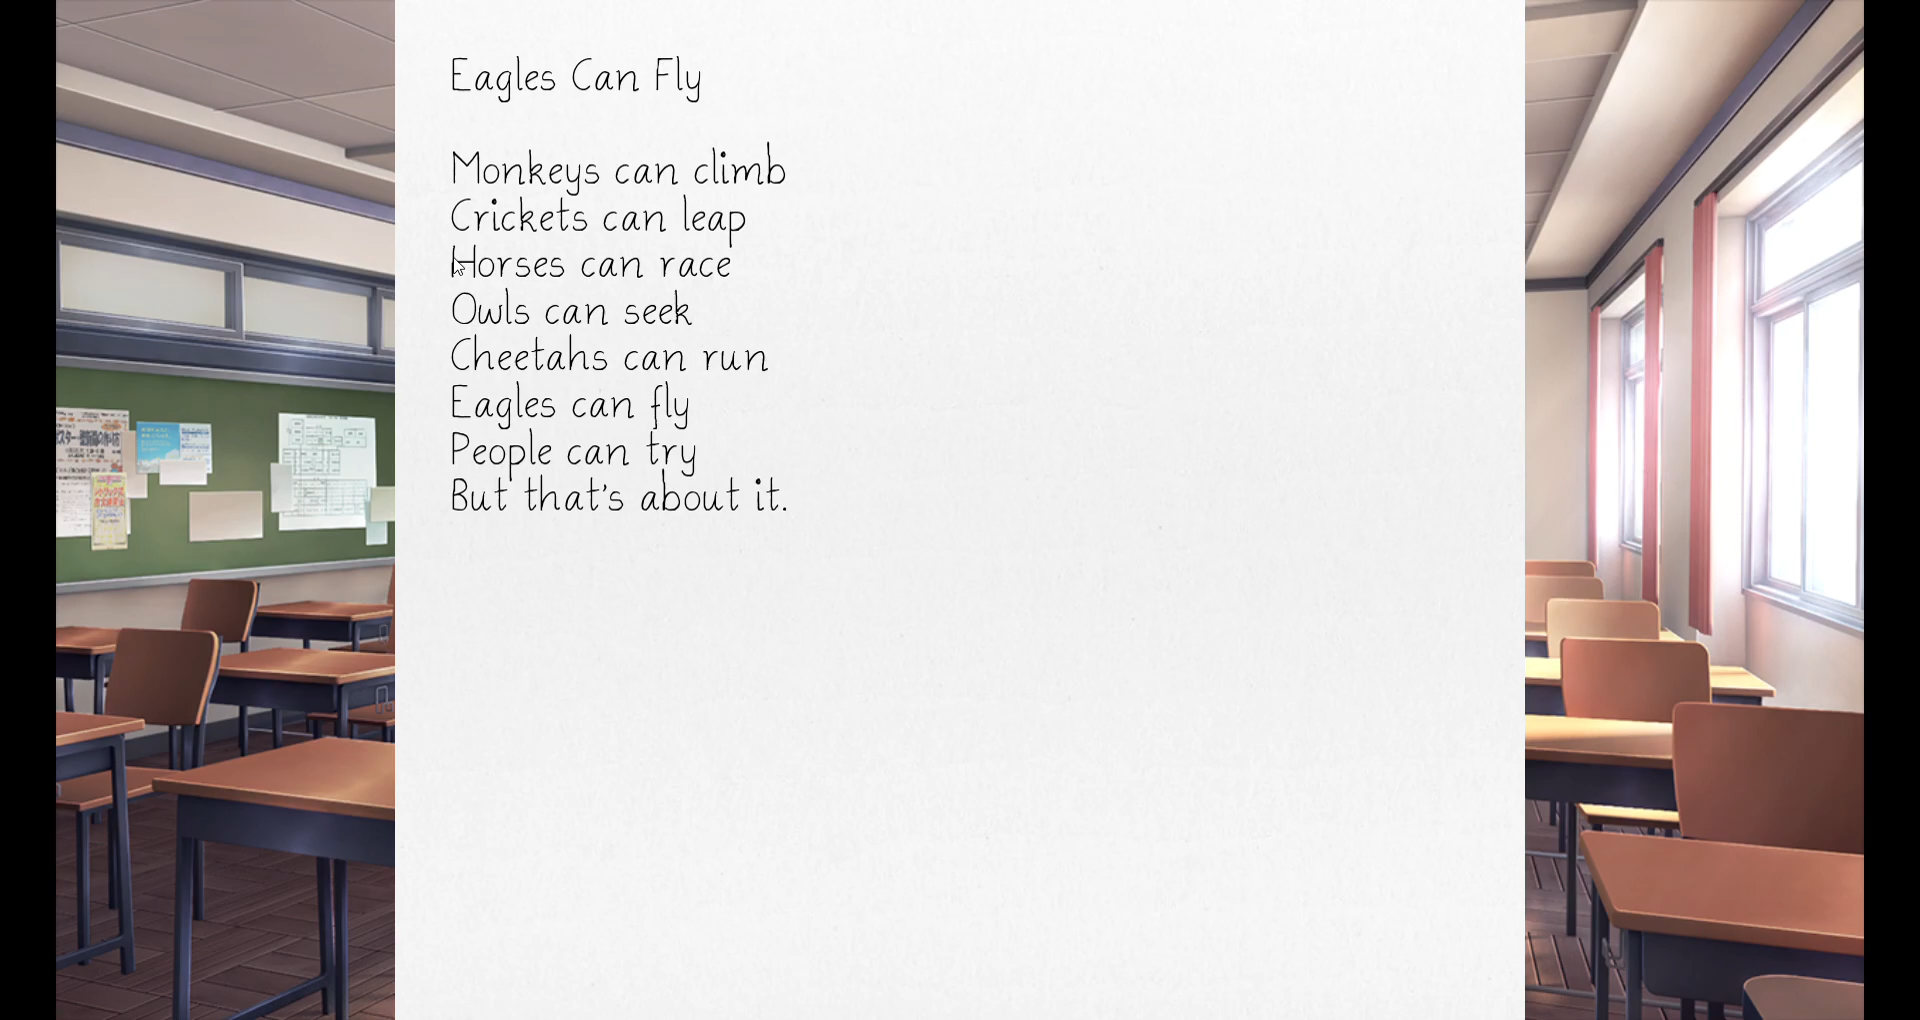 Eagles Can Fly
Monkeys can climb
Crickets can leap
Horses can race
Owls can seek
Cheetahs can run
Eagles can fly
People can try
But that's about it.